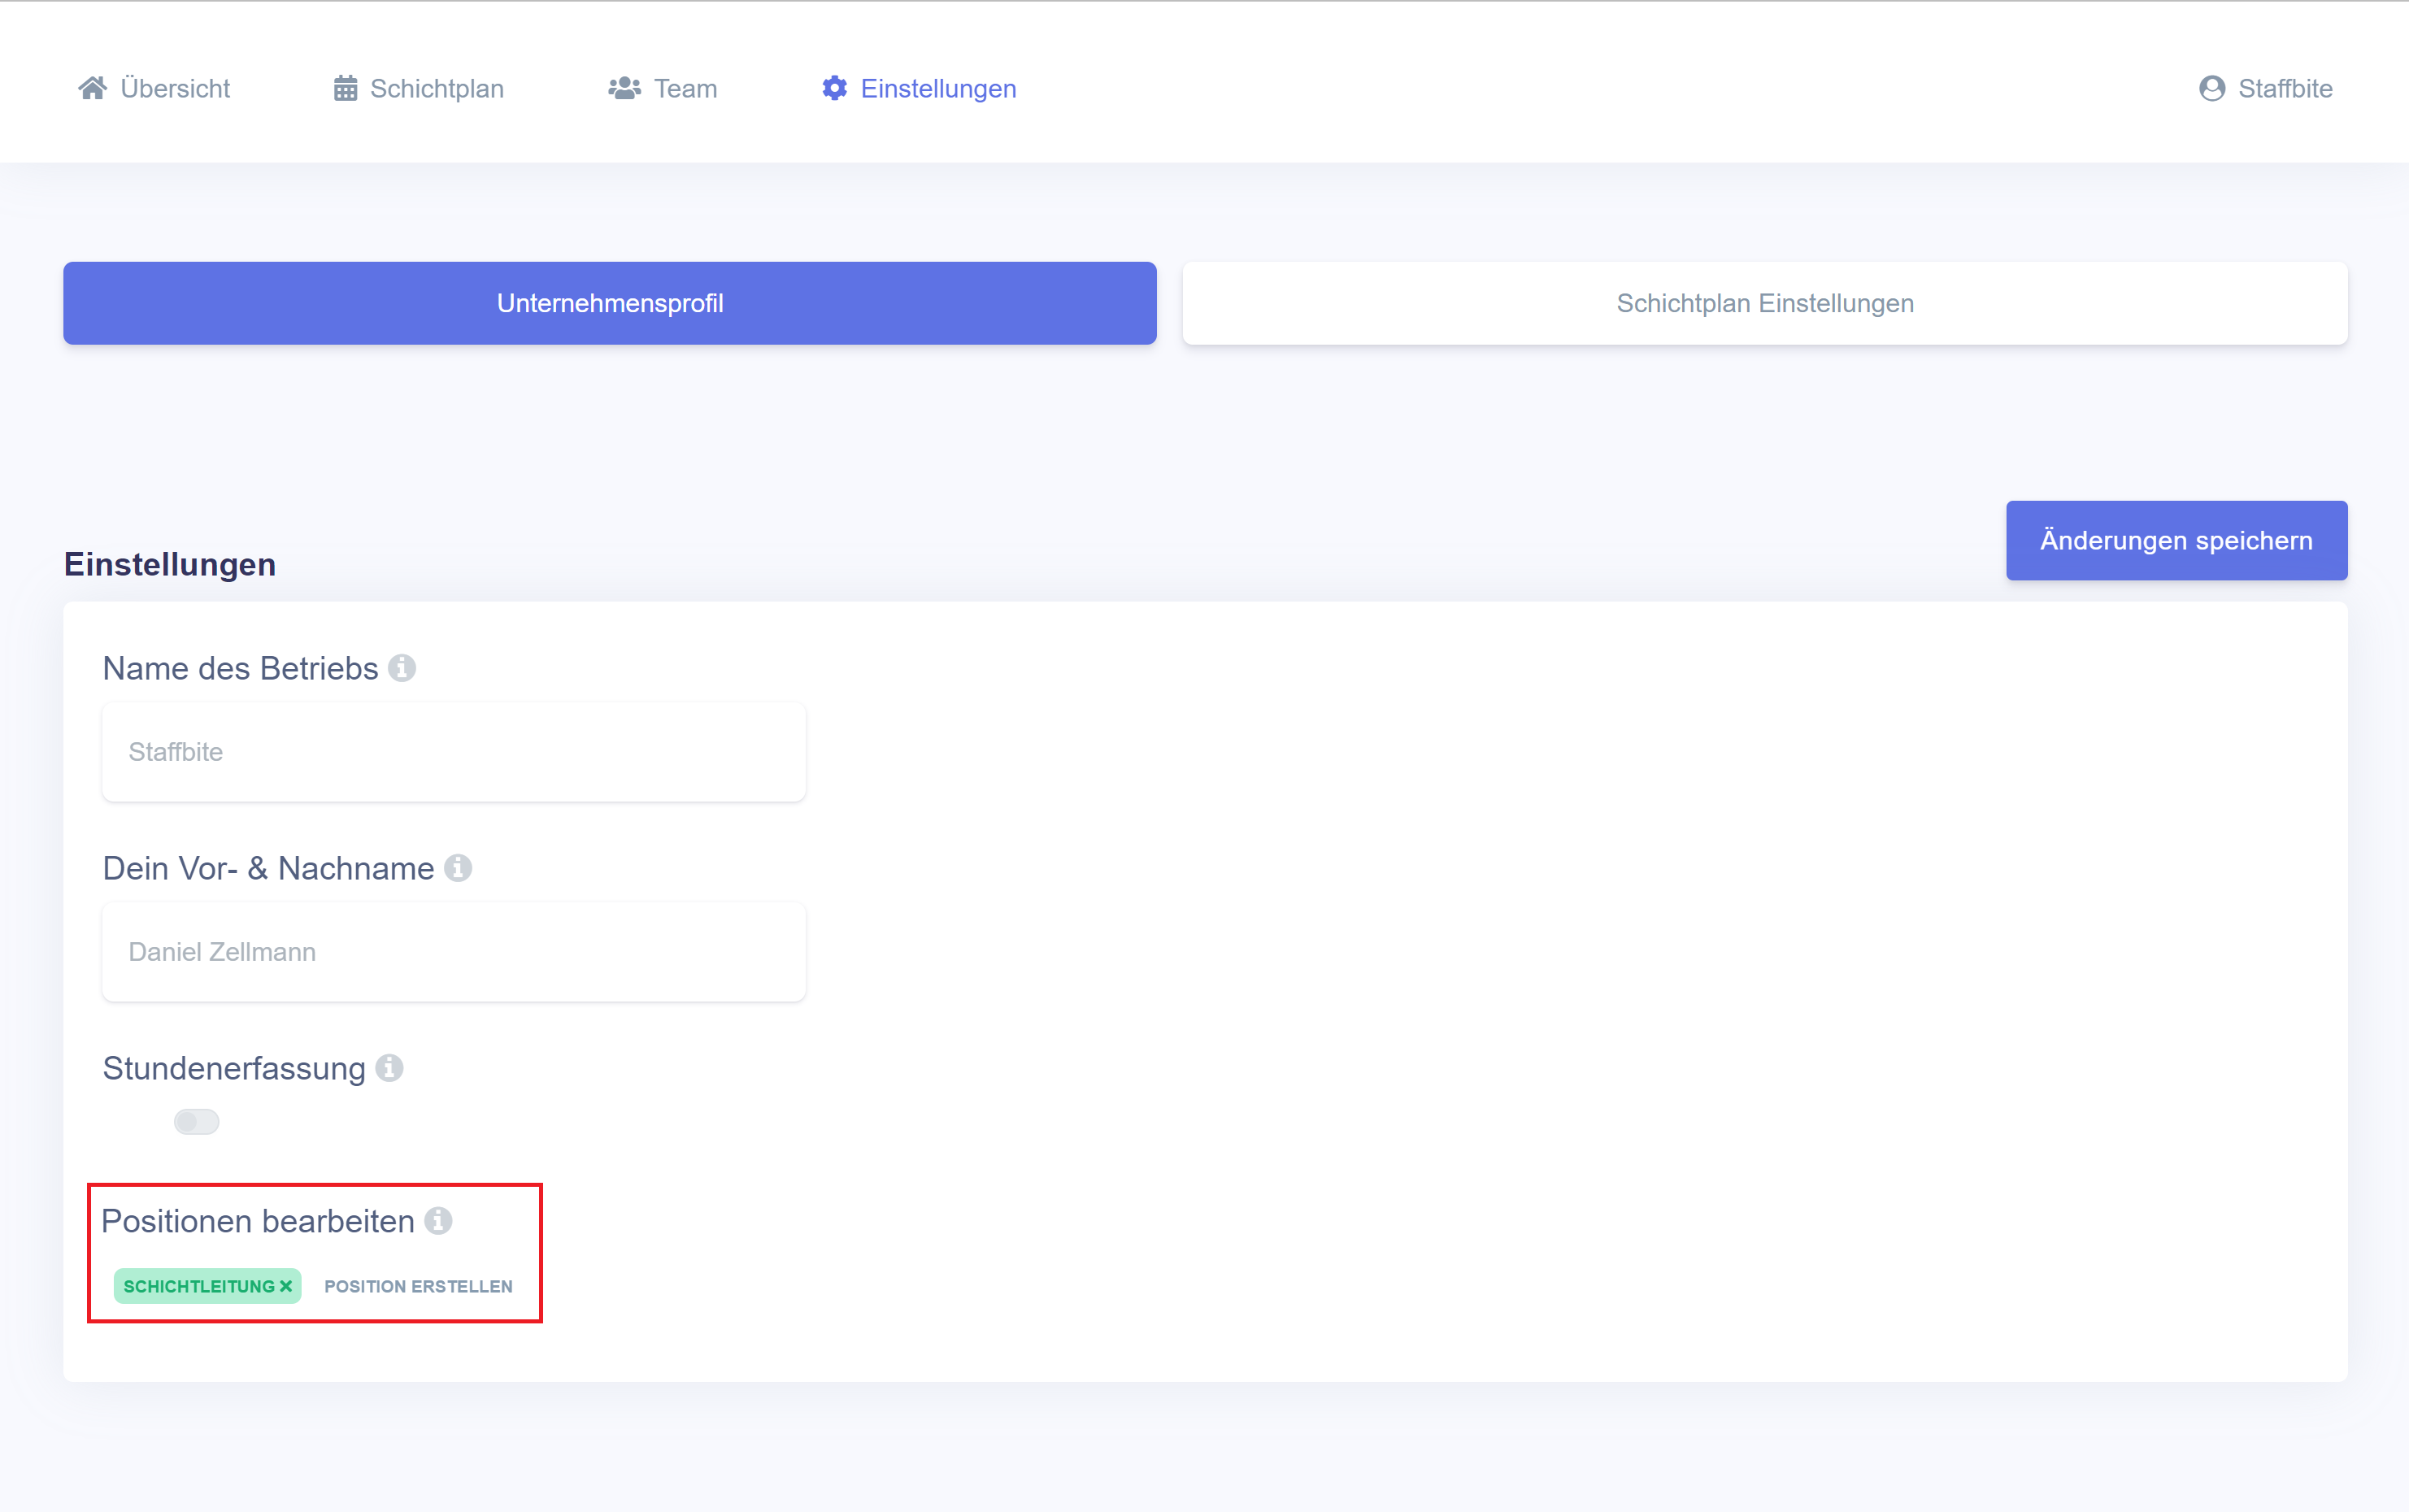 Übersicht Schichtplan Team Einstellungen Staffbite
Unternehmensprofil Schichtplan Einstellungen
Änderungen speichern
Einstellungen
Name des Betriebs
Staffbite
Dein Vor- & Nachname
Daniel Zellmann
Stundenerfassung
Positionen bearbeiten
SCHICHTLEITUNG POSITION ERSTELLEN